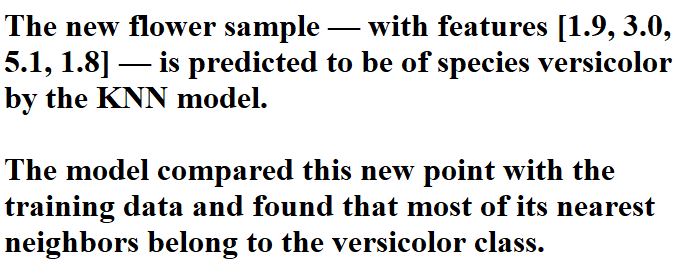 The new flower sample — with features [1.9, 3.0,
5.1, 1.8] — is predicted to be of species versicolor
by the KNN model.
The model compared this new point with the
training data and found that most of its nearest
neighbors belong to the versicolor class.